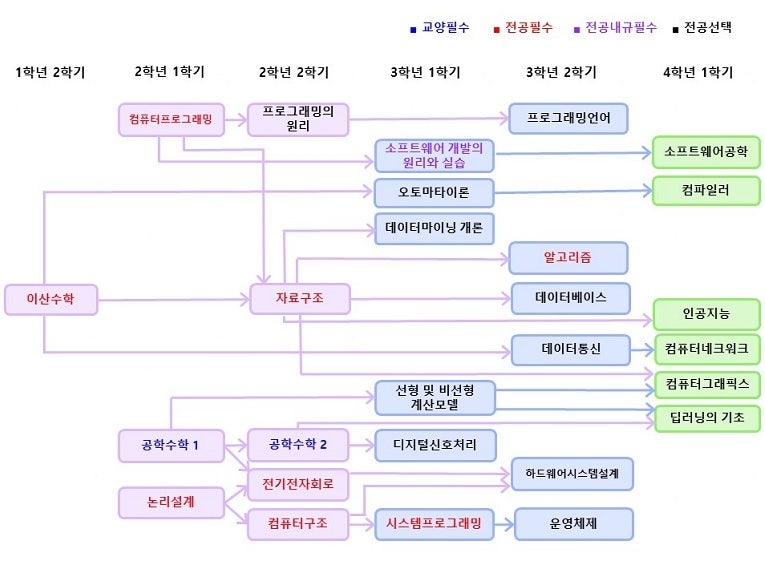 ■ 교양필수 ■ 전공필수 ■ 전공내규필수 ■ 전공선택
1학년 2학기 2학년 1학기 2학년 2학기 3학년 1학기 3학년 2학기 4학년 1학기
컴퓨터프로그래밍
프로그래밍의
원리
프로그래밍언어
소프트웨어 개발의
원리와 실습
소프트웨어공학
오토마타이론
컴파일러
데이터마이닝 개론
알고리즘
이산수학
자료구조
데이터베이스
인공지능
데이터통신
컴퓨터네크워크
선형 및 비선형
계산모델
컴퓨터그래픽스
딥러닝의 기초
공학수학 1
공학수학 2
디지털신호처리
전기전자회로
하드웨어시스템설계
논리설계
컴퓨터구조
시스템프로그래밍
운영체제